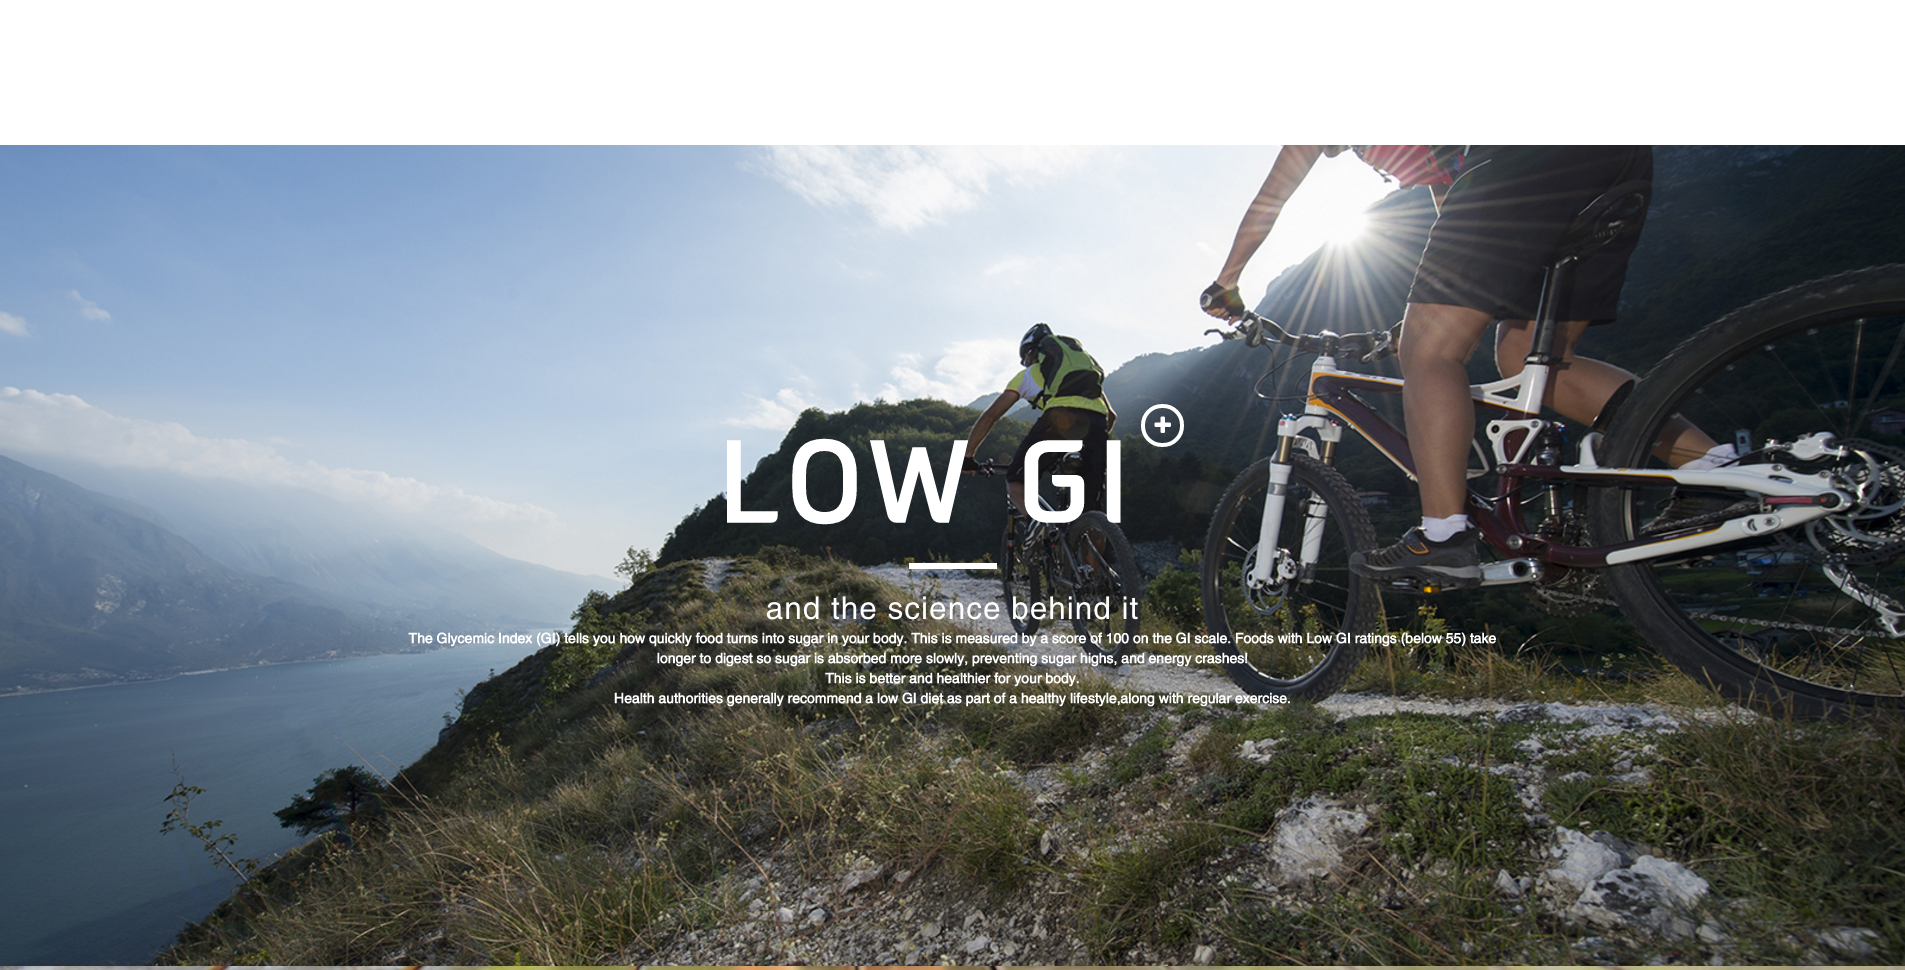 LOW GI
and the science behind it
The Glycemic Index (GI) tells you how quickly food turns into sugar in your body. This is measured by a score of 100 on the GI scale. Foods with Low GI ratings (below 55) take
longer to digest so sugar is absorbed more slowly, preventing sugar highs, and energy crashes!
This is better and healthier for your body.
Health authorities generally recommend a low GI diet as part of a healthy lifestyle,along with regular exercise.